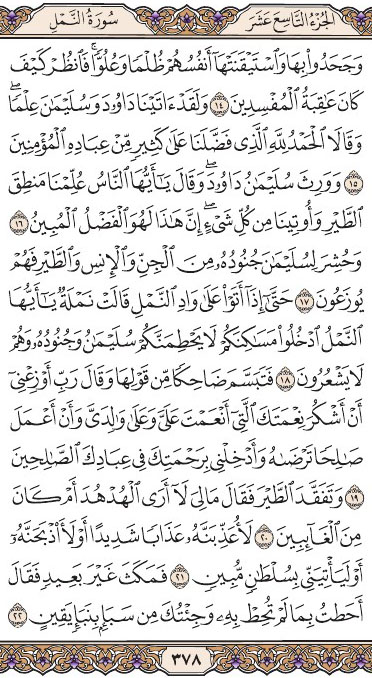 الجزء التاسع عشر سورة النمل
وَجَحَدُواْ بِهَا وَٱسْتَيْقَنَتْهَآ أَنفُسُهُمْ ظُلْمًا وَعُلُوًّاۚ فَٱنظُرْ كَيْفَ
كَانَ عَٰقِبَةُ ٱلْمُفْسِدِينَ ١٤ وَلَقَدْ ءَاتَيْنَا دَاوُۥدَ وَسُلَيْمَٰنَ عِلْمًاۖ
وَقَالَا ٱلْحَمْدُ لِلَّهِ ٱلَّذِى فَضَّلَنَا عَلَىٰ كَثِيرٍ مِّنْ عِبَادِهِ ٱلْمُؤْمِنِينَ
١٥ وَوَرِثَ سُلَيْمَٰنُ دَاوُۥدَۖ وَقَالَ يَٰٓأَيُّهَا ٱلنَّاسُ عُلِّمْنَا مَنطِقَ
ٱلطَّيْرِ وَأُوتِينَا مِن كُلِّ شَىْءٍۖ إِنَّ هَٰذَا لَهُوَ ٱلْفَضْلُ ٱلْمُبِينُ ١٦
وَحُشِرَ لِسُلَيْمَٰنَ جُنُودُهُۥ مِنَ ٱلْجِنِّ وَٱلْإِنسِ وَٱلطَّيْرِ فَهُمْ
يُوزَعُونَ ١٧ حَتَّىٰٓ إِذَآ أَتَوْاْ عَلَىٰ وَادِ ٱلنَّمْلِ قَالَتْ نَمْلَةٌ يَٰٓأَيُّهَا
ٱلنَّمْلُ ٱدْخُلُواْ مَسَٰكِنَكُمْ لَا يَحْطِمَنَّكُمْ سُلَيْمَٰنُ وَجُنُودُهُۥ وَهُمْ
لَا يَشْعُرُونَ ١٨ فَتَبَسَّمَ ضَاحِكًا مِّن قَوْلِهَا وَقَالَ رَبِّ أَوْزِعْنِىٓ
أَنْ أَشْكُرَ نِعْمَتَكَ ٱلَّتِىٓ أَنْعَمْتَ عَلَىَّ وَعَلَىٰ وَٰلِدَىَّ وَأَنْ أَعْمَلَ
صَٰلِحًا تَرْضَىٰهُ وَأَدْخِلْنِى بِرَحْمَتِكَ فِى عِبَادِكَ ٱلصَّٰلِحِينَ
١٩ وَتَفَقَّدَ ٱلطَّيْرَ فَقَالَ مَالِىَ لَآ أَرَى ٱلْهُدْهُدَ أَمْ كَانَ
مِنَ ٱلْغَآئِبِينَ ٢٠ لَأُعَذِّبَنَّهُۥ عَذَابًا شَدِيدًا أَوْ لَأَاْذْبَحَنَّهُۥٓ
أَوْ لَيَأْتِيَنِّى بِسُلْطَٰنٍ مُّبِينٍ ٢١ فَمَكَثَ غَيْرَ بَعِيدٍ فَقَالَ
أَحَطتُ بِمَا لَمْ تُحِطْ بِهِۦ وَجِئْتُكَ مِن سَبَإٍۭ بِنَبَإٍ يَقِينٍ ٢٢
٣٧٨